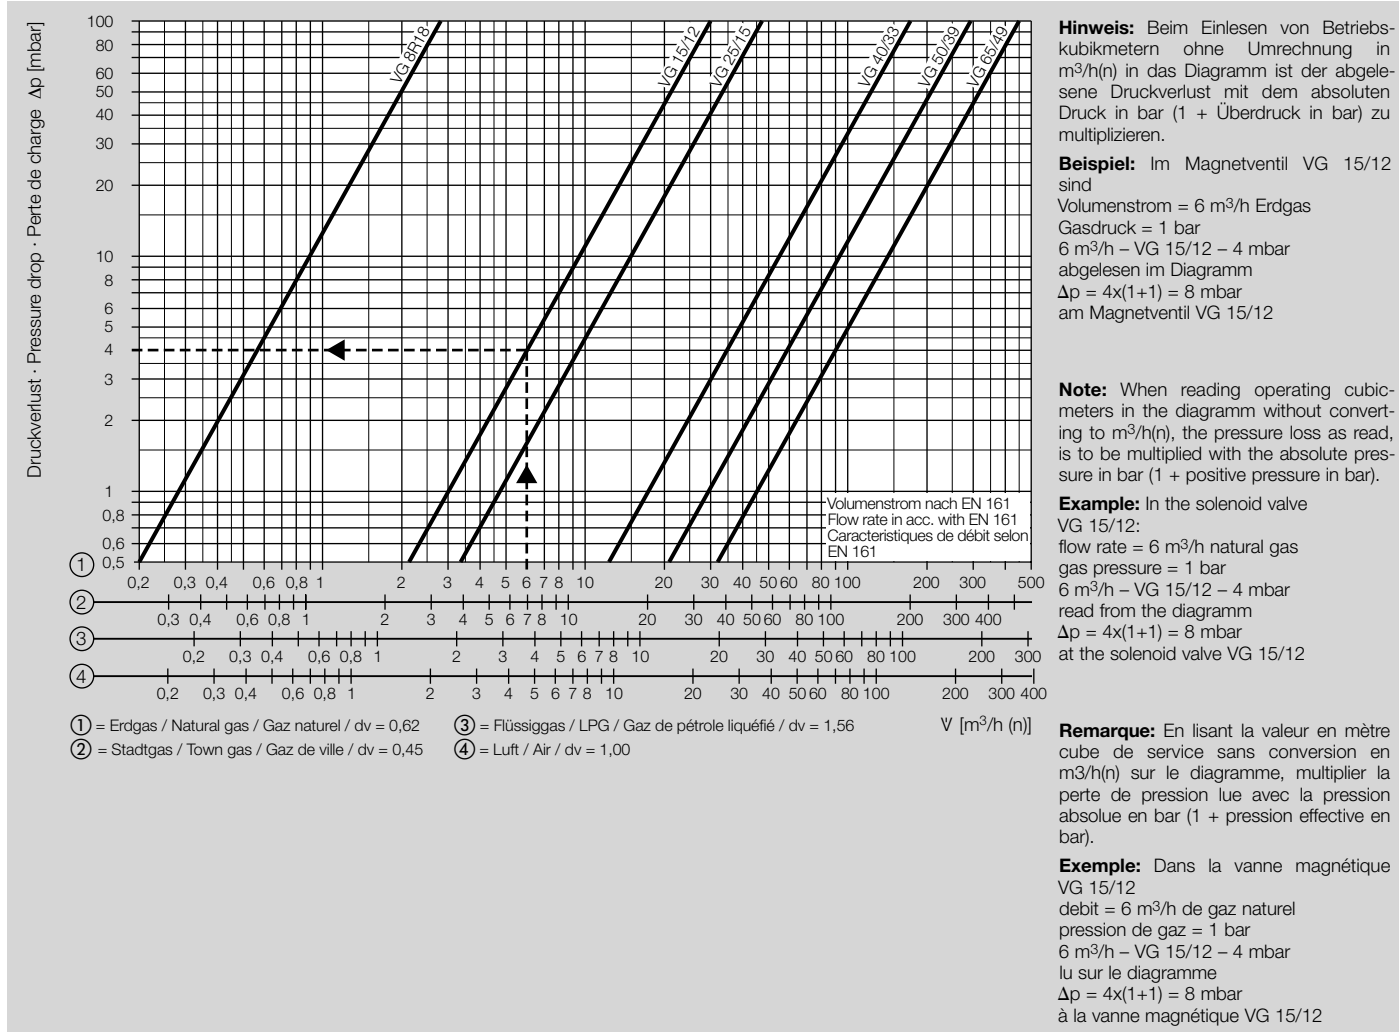 Druckverlust · Pressure drop · Perte de charge Δp [mbar]
100
80
60
50
40
30
20
10
8
6
5
4
3
2
1
0,8
0,6
0,5
VG 8R18
VG 15/12
VG 25/15
VG 40/33
VG 50/39
VG 65/49
Volumenstrom nach EN 161
Flow rate in acc. with EN 161
Caracteristiques de débit selon
EN 161
① 0,2 0,3 0,4 0,6 0,8 1 2 3 4 5 6 7 8 10 20 30 40 50 60 80 100 200 300 500
② 0,3 0,4 0,6 0,8 1 2 3 4 5 6 7 8 10 20 30 40 50 60 80 100 200 300 400
③ 0,2 0,3 0,4 0,6 0,8 1 2 3 4 5 6 7 8 10 20 30 40 50 60 80 100 200 300
④ 0,2 0,3 0,4 0,6 0,8 1 2 3 4 5 6 7 8 10 20 30 40 50 60 80 100 200 300 400
① = Erdgas / Natural gas / Gaz naturel / dv = 0,62
② = Stadtgas / Town gas / Gaz de ville / dv = 0,45
③ = Flüssiggas / LPG / Gaz de pétrole liquéfié / dv = 1,56
④ = Luft / Air / dv = 1,00
V̇ [m³/h (n)]
Hinweis: Beim Einlesen von Betriebs-
kubikmetern ohne Umrechnung in
m³/h(n) in das Diagramm ist der abgele-
sene Druckverlust mit dem absoluten
Druck in bar (1 + Überdruck in bar) zu
multiplizieren.
Beispiel: Im Magnetventil VG 15/12
sind
Volumenstrom = 6 m³/h Erdgas
Gasdruck = 1 bar
6 m³/h – VG 15/12 – 4 mbar
abgelesen im Diagramm
Δp = 4x(1+1) = 8 mbar
am Magnetventil VG 15/12
Note: When reading operating cubic-
meters in the diagramm without convert-
ing to m³/h(n), the pressure loss as read,
is to be multiplied with the absolute pres-
sure in bar (1 + positive pressure in bar).
Example: In the solenoid valve
VG 15/12:
flow rate = 6 m³/h natural gas
gas pressure = 1 bar
6 m³/h – VG 15/12 – 4 mbar
read from the diagramm
Δp = 4x(1+1) = 8 mbar
at the solenoid valve VG 15/12
Remarque: En lisant la valeur en mètre
cube de service sans conversion en
m3/h(n) sur le diagramme, multiplier la
perte de pression lue avec la pression
absolue en bar (1 + pression effective en
bar).
Exemple: Dans la vanne magnétique
VG 15/12
debit = 6 m³/h de gaz naturel
pression de gaz = 1 bar
6 m³/h – VG 15/12 – 4 mbar
lu sur le diagramme
Δp = 4x(1+1) = 8 mbar
à la vanne magnétique VG 15/12